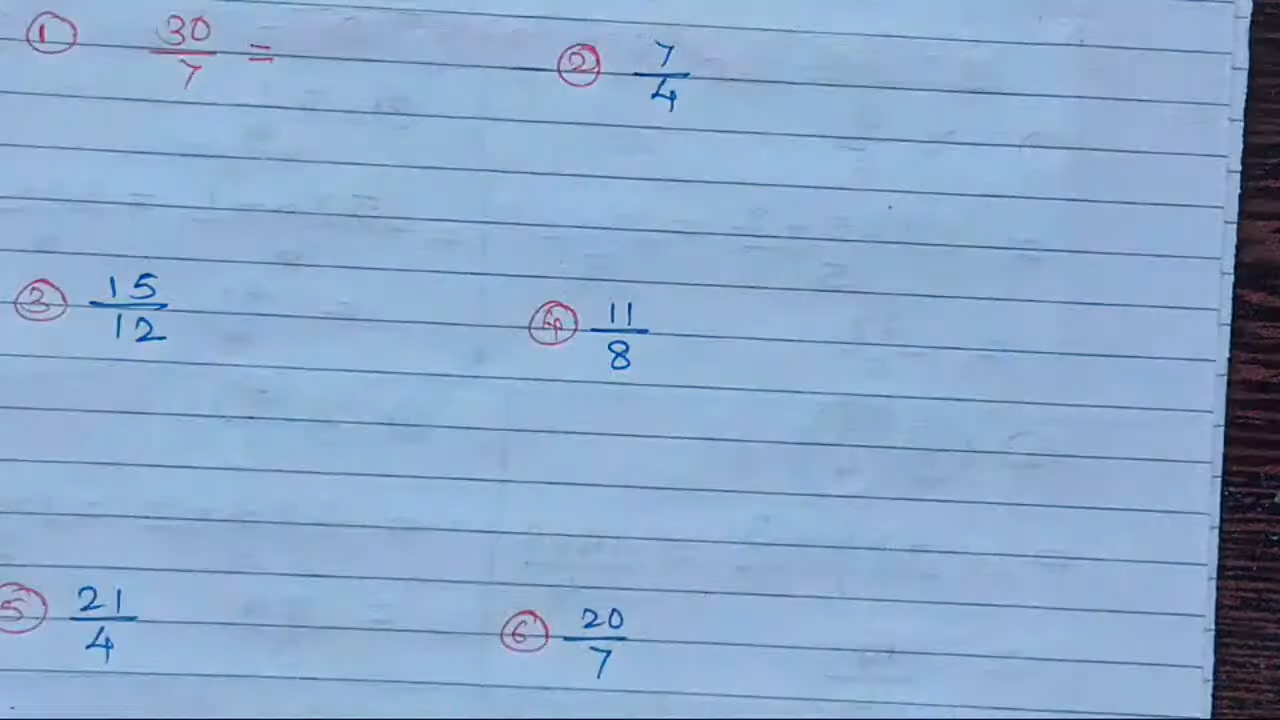 ① 30/7 = ② 7/4
③ 15/12 ④ 11/8
⑤ 21/4 ⑥ 20/7